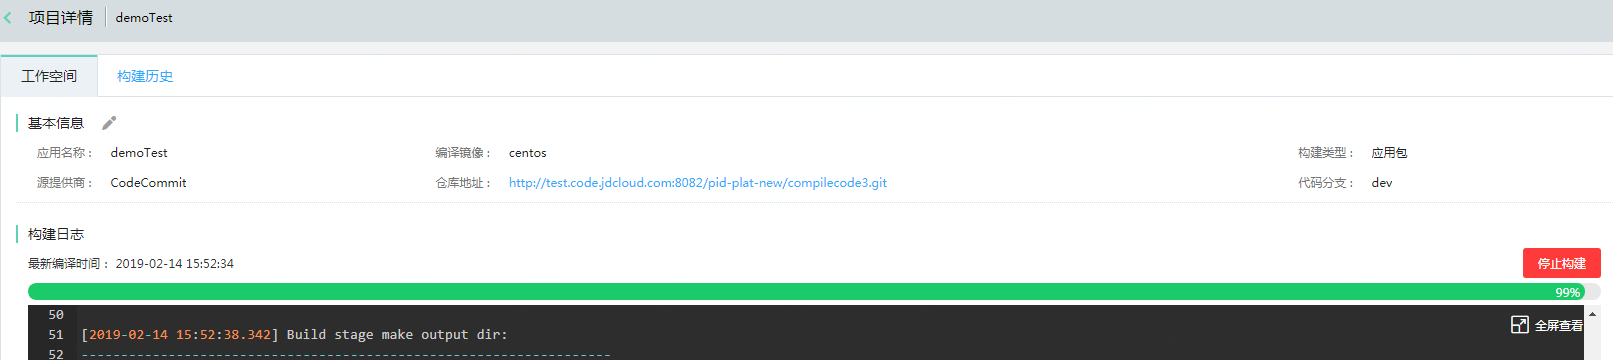 项目详情 demoTest
工作空间 构建历史
基本信息
应用名称： demoTest 编译镜像： centos 构建类型： 应用包
源提供商： CodeCommit 仓库地址： http://test.code.jdcloud.com:8082/pid-plat-new/compilecode3.git 代码分支： dev
构建日志
最新编译时间： 2019-02-14 15:52:34 停止构建
99%
50
51 [2019-02-14 15:52:38.342] Build stage make output dir: 全屏查看
52 -------------------------------------------------------------------